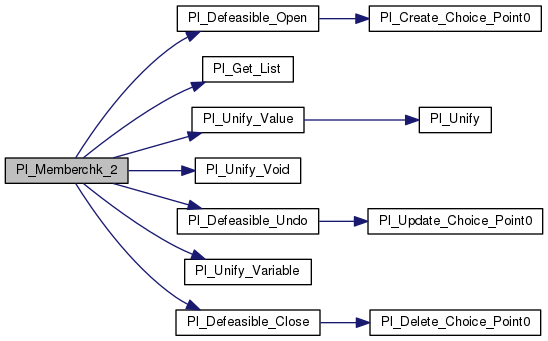 Pl_Defeasible_Open
Pl_Create_Choice_Point0
Pl_Get_List
Pl_Unify_Value
Pl_Unify
Pl_Memberchk_2
Pl_Unify_Void
Pl_Defeasible_Undo
Pl_Update_Choice_Point0
Pl_Unify_Variable
Pl_Defeasible_Close
Pl_Delete_Choice_Point0